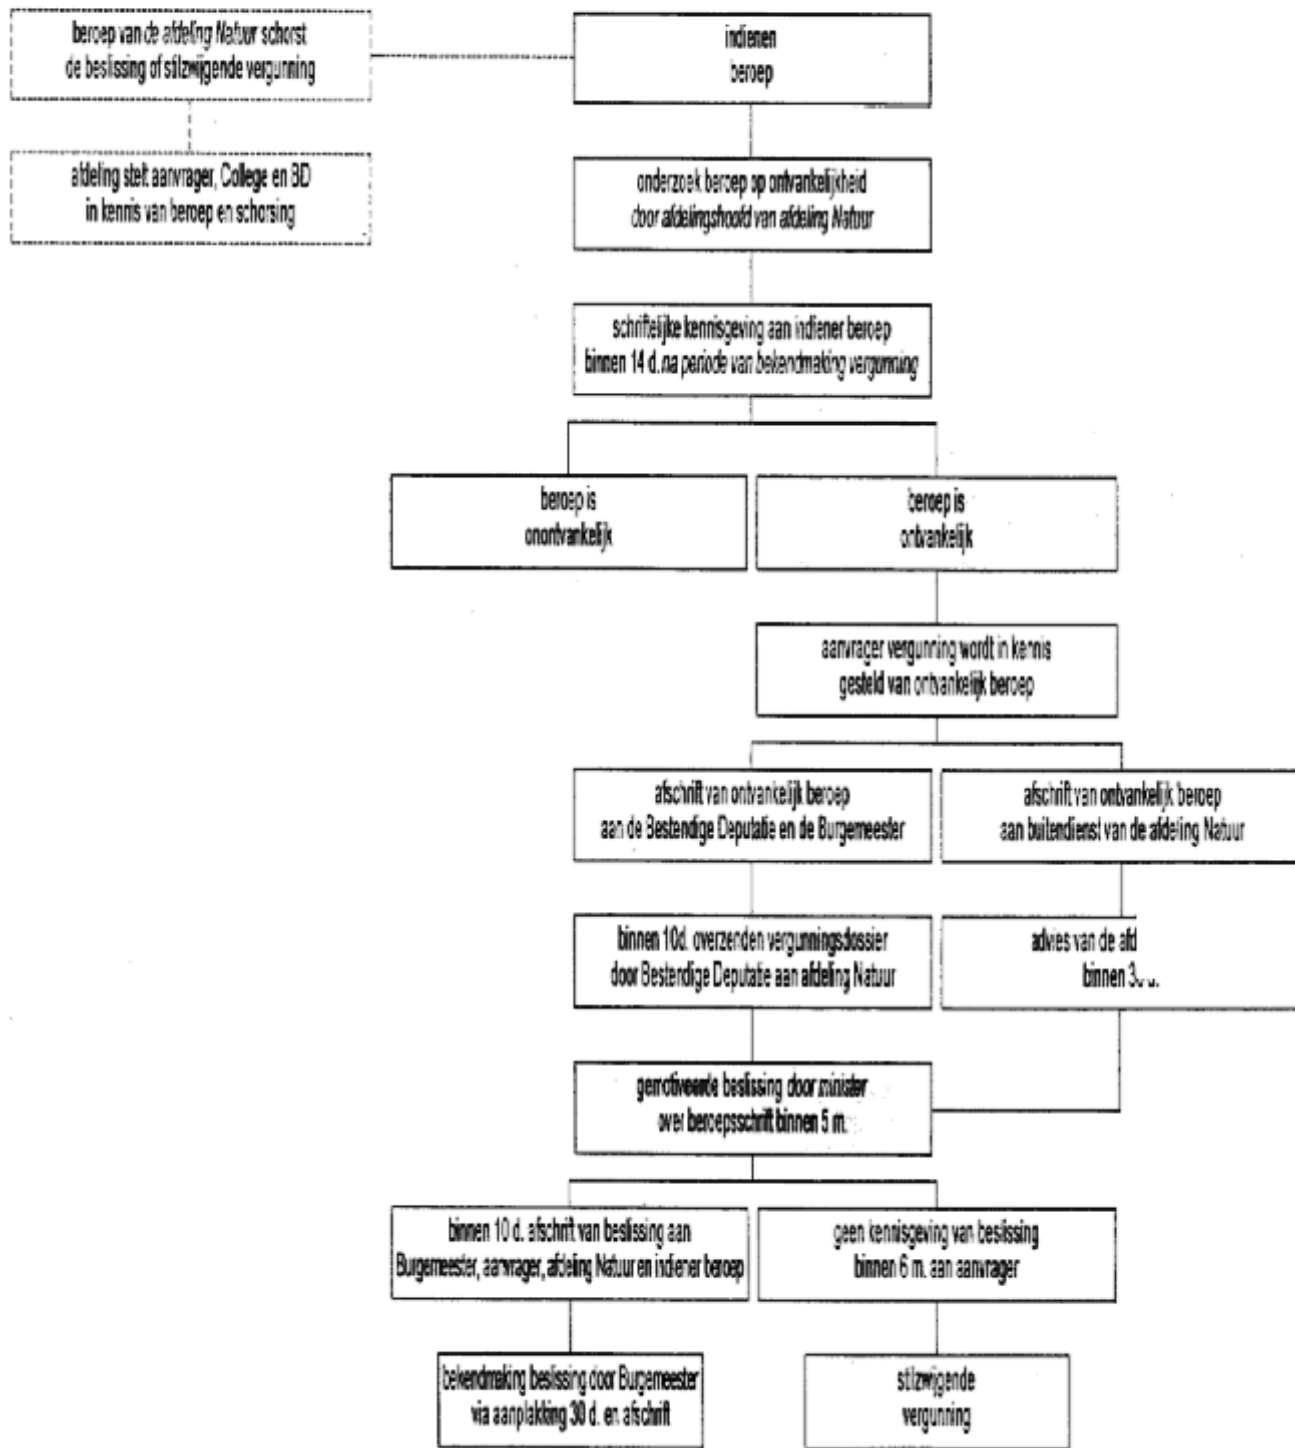 beroep van de afdeling Natuur schorst
de beslissing of stilzwijgende vergunning
indienen
beroep
afdeling stelt aanvrager, College en BD
in kennis van beroep en schorsing
onderzoek beroep op ontvankelijkheid
door afdelingshoofd van afdeling Natuur
schriftelijke kennisgeving aan indiener beroep
binnen 14 d. na periode van bekendmaking vergunning
beroep is
onontvankelijk
beroep is
ontvankelijk
aanvrager vergunning wordt in kennis
gesteld van ontvankelijk beroep
afschrift van ontvankelijk beroep
aan de Bestendige Deputatie en de Burgemeester
afschrift van ontvankelijk beroep
aan buitendienst van de afdeling Natuur
binnen 10d. overzenden vergunningsdossier
door Bestendige Deputatie aan afdeling Natuur
advies van de afd
binnen
gemotiveerde beslissing door minister
over beroepsschrift binnen 5 m.
binnen 10 d. afschrift van beslissing aan
Burgemeester, aanvrager, afdeling Natuur en indiener beroep
geen kennisgeving van beslissing
binnen 6 m. aan aanvrager
bekendmaking beslissing door Burgemeester
via aanplakking 30 d. en afschrift
stilzwijgende
vergunning